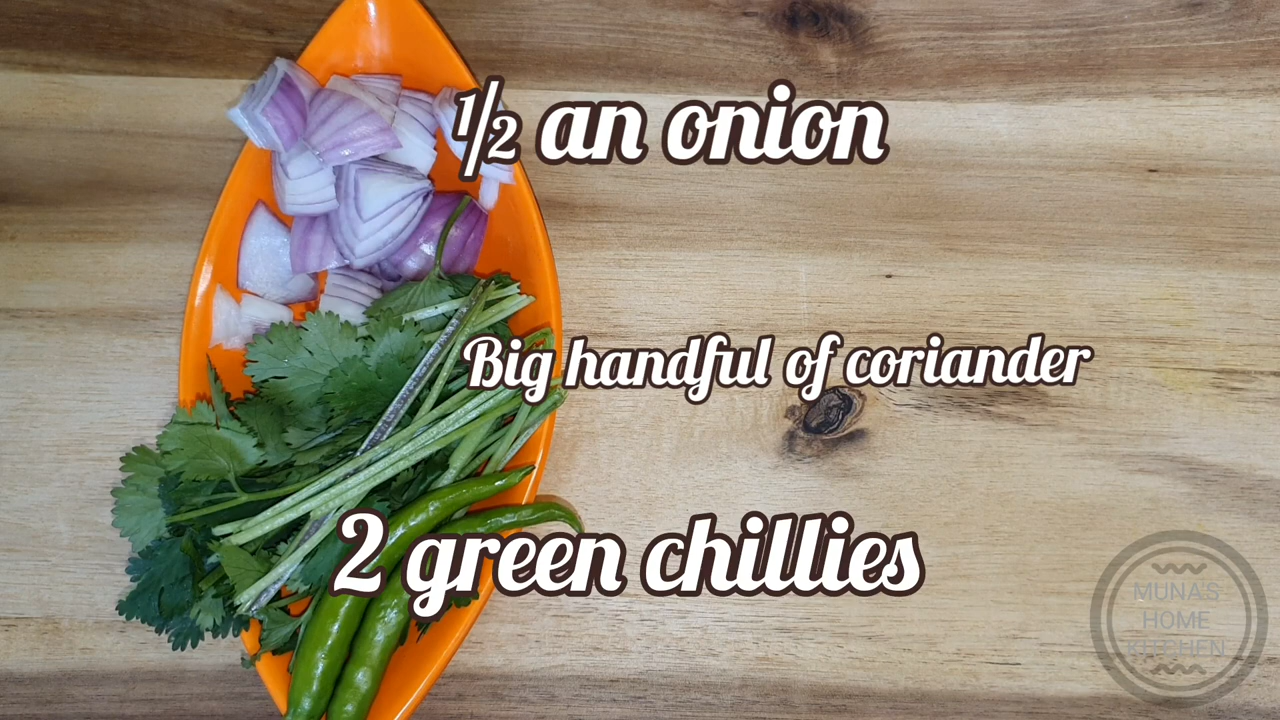 ½ an onion
Big handful of coriander
2 green chillies
MUNA'S
HOME
KITCHEN